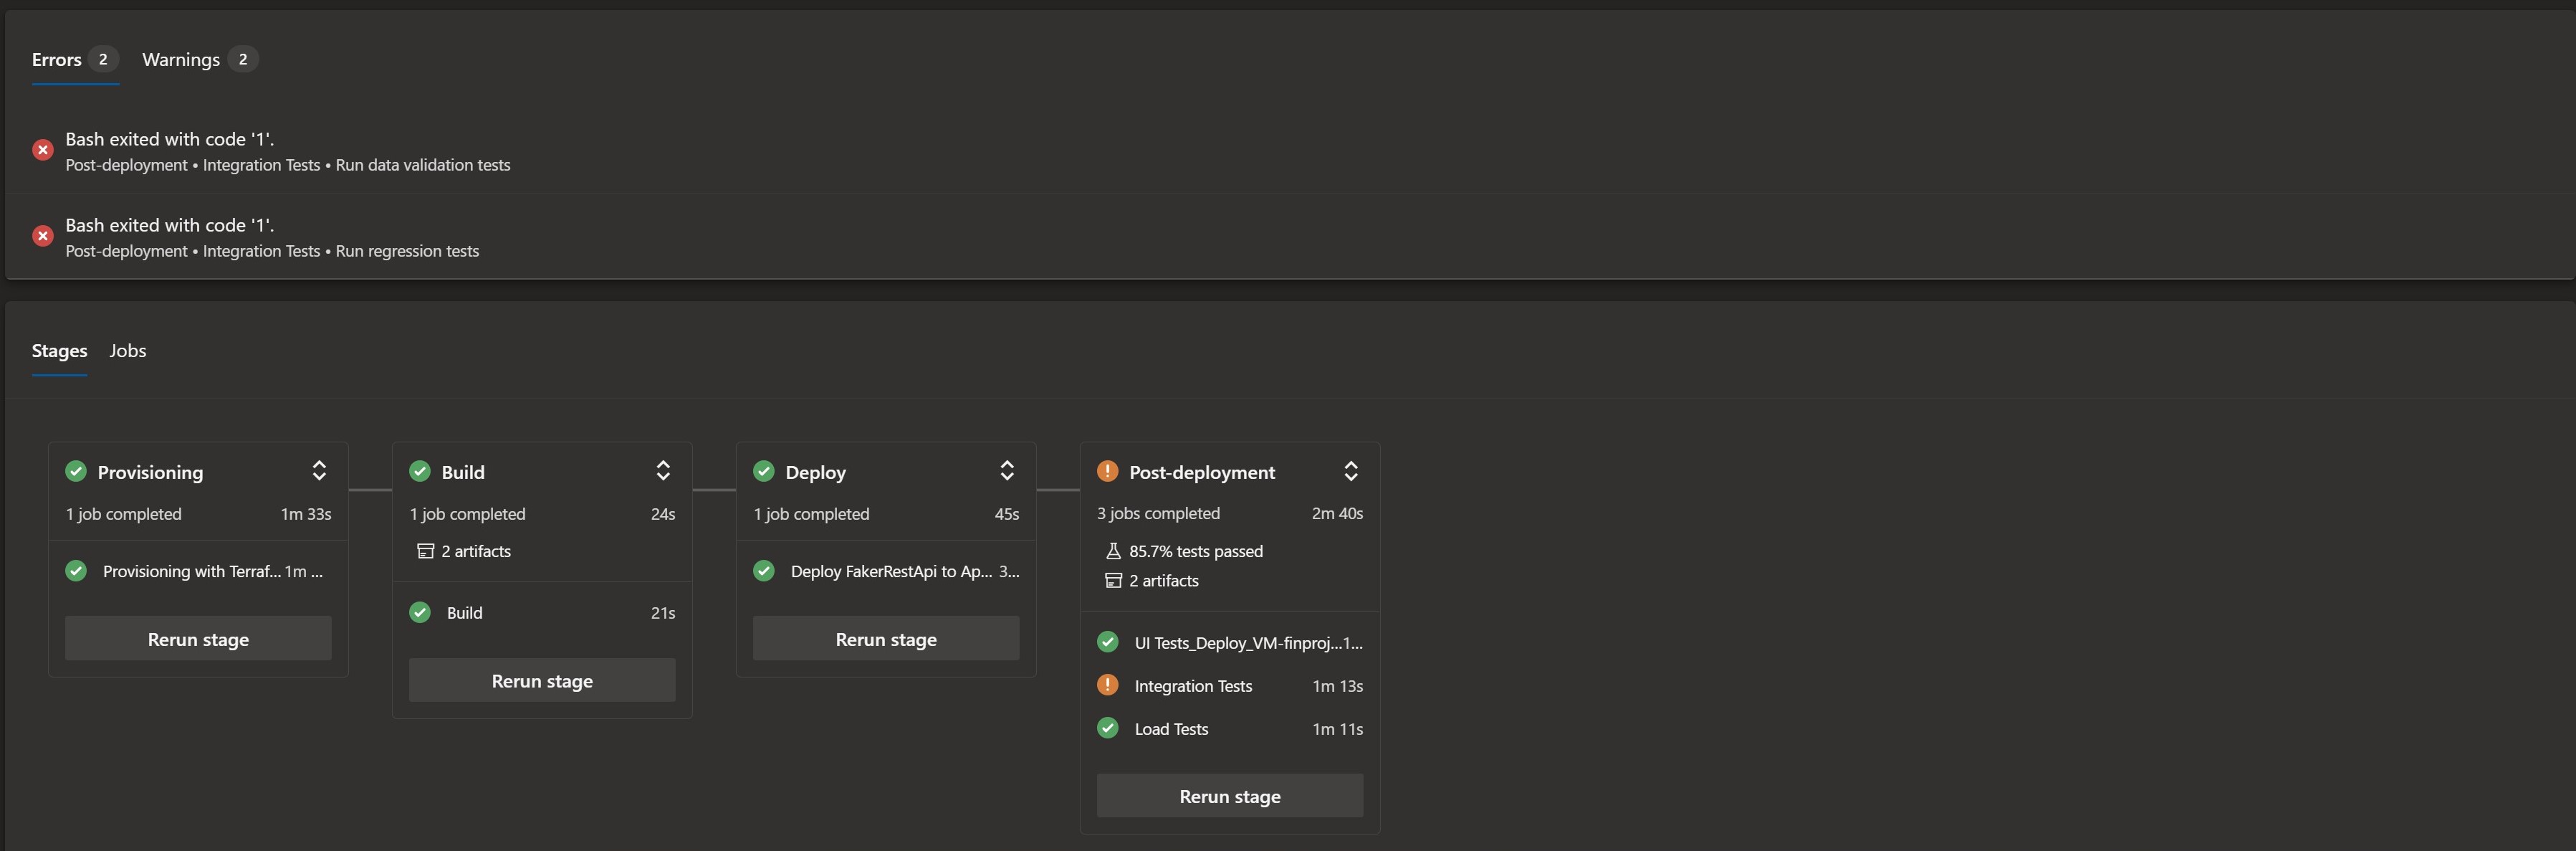 Errors 2 Warnings 2
Bash exited with code '1'.
Post-deployment • Integration Tests • Run data validation tests
Bash exited with code '1'.
Post-deployment • Integration Tests • Run regression tests
Stages Jobs
Provisioning
1 job completed 1m 33s
Provisioning with Terraf... 1m ...
Rerun stage
Build
1 job completed 24s
2 artifacts
Build 21s
Rerun stage
Deploy
1 job completed 45s
Deploy FakerRestApi to Ap... 3...
Rerun stage
Post-deployment
3 jobs completed 2m 40s
85.7% tests passed
2 artifacts
UI Tests_Deploy_VM-finproj...1...
Integration Tests 1m 13s
Load Tests 1m 11s
Rerun stage